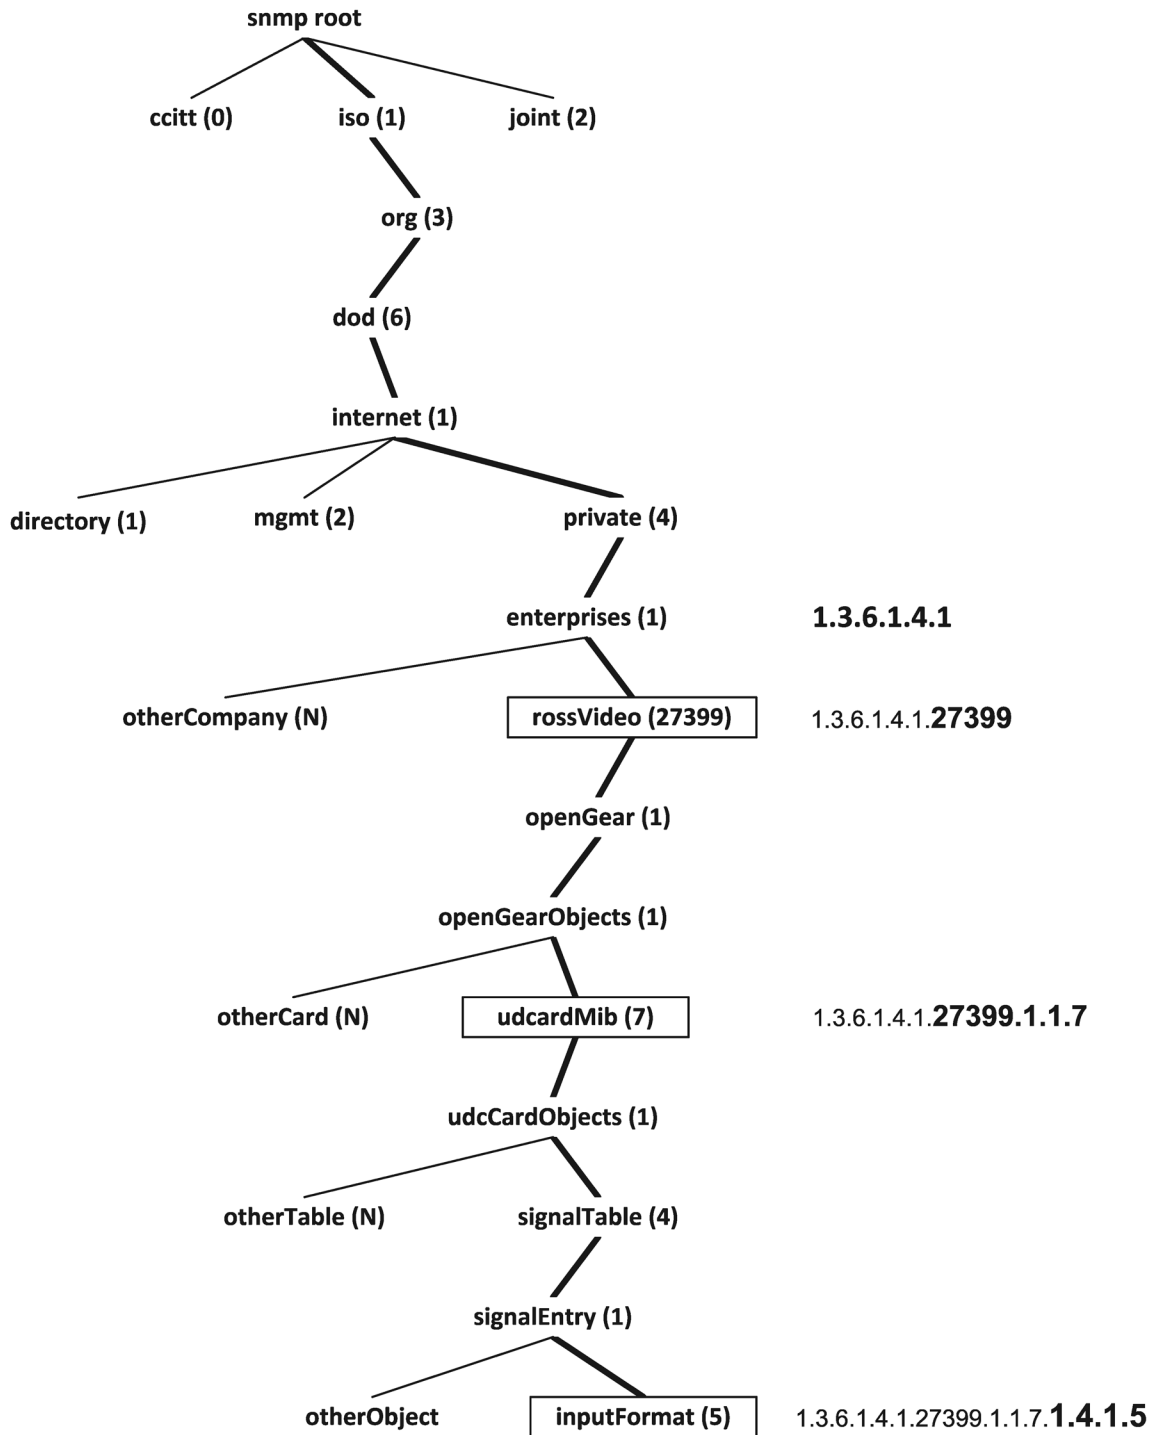 snmp root
ccitt (0) iso (1) joint (2)
org (3)
dod (6)
internet (1)
directory (1) mgmt (2) private (4)
enterprises (1) 1.3.6.1.4.1
otherCompany (N) rossVideo (27399) 1.3.6.1.4.1.27399
openGear (1)
openGearObjects (1)
otherCard (N) udcardMib (7) 1.3.6.1.4.1.27399.1.1.7
udcCardObjects (1)
otherTable (N) signalTable (4)
signalEntry (1)
otherObject inputFormat (5) 1.3.6.1.4.1.27399.1.1.7.1.4.1.5